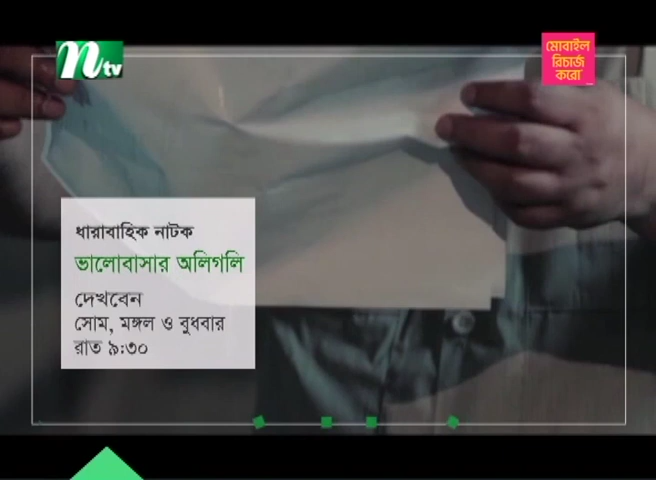 ntv
মোবাইল
রিচার্জ
করো
ধারাবাহিক নাটক
ভালোবাসার অলিগলি
দেখবেন
সোম, মঙ্গল ও বুধবার
রাত ৯:৩০